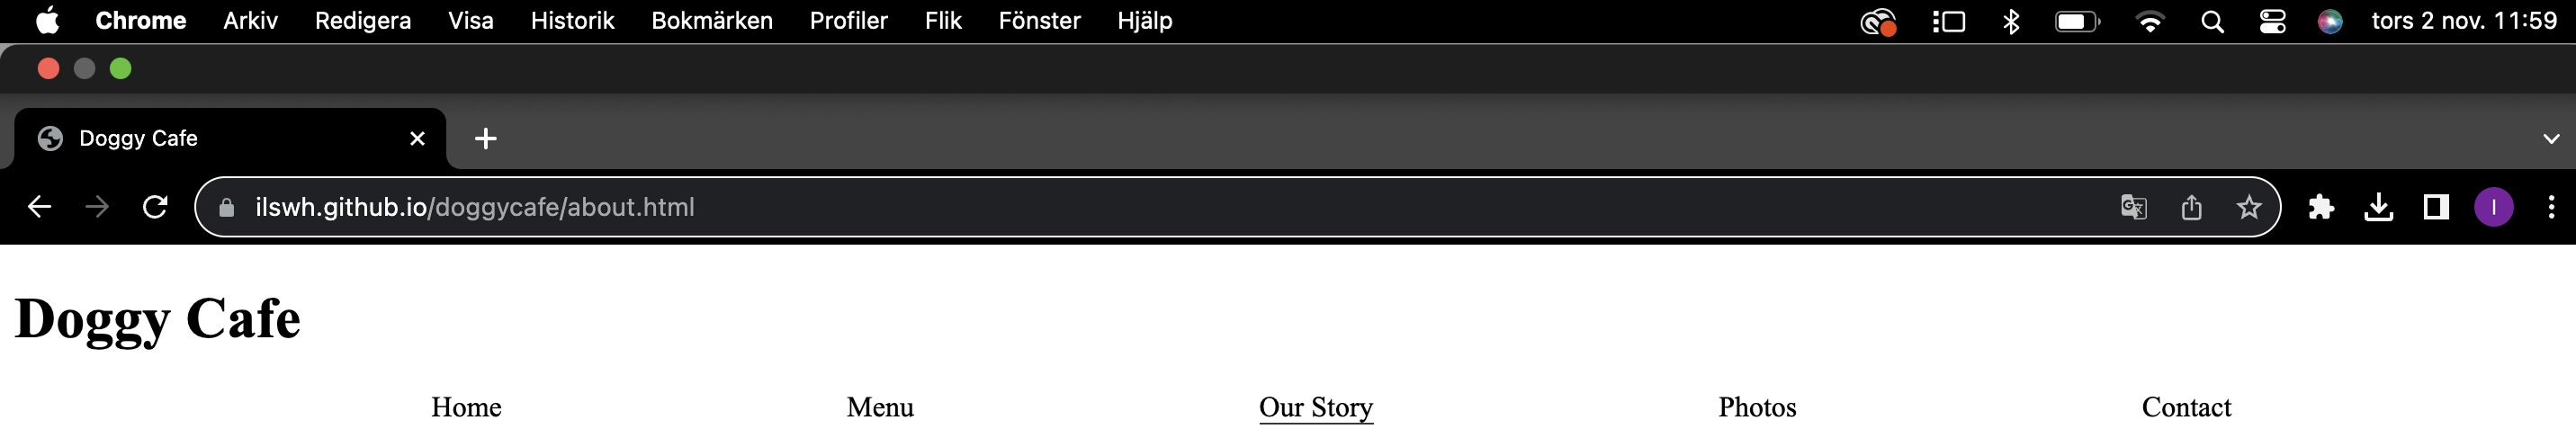 Chrome Arkiv Redigera Visa Historik Bokmärken Profiler Flik Fönster Hjälp tors 2 nov. 11:59
Doggy Cafe
ilswh.github.io/doggycafe/about.html I
Doggy Cafe
Home Menu Our Story Photos Contact